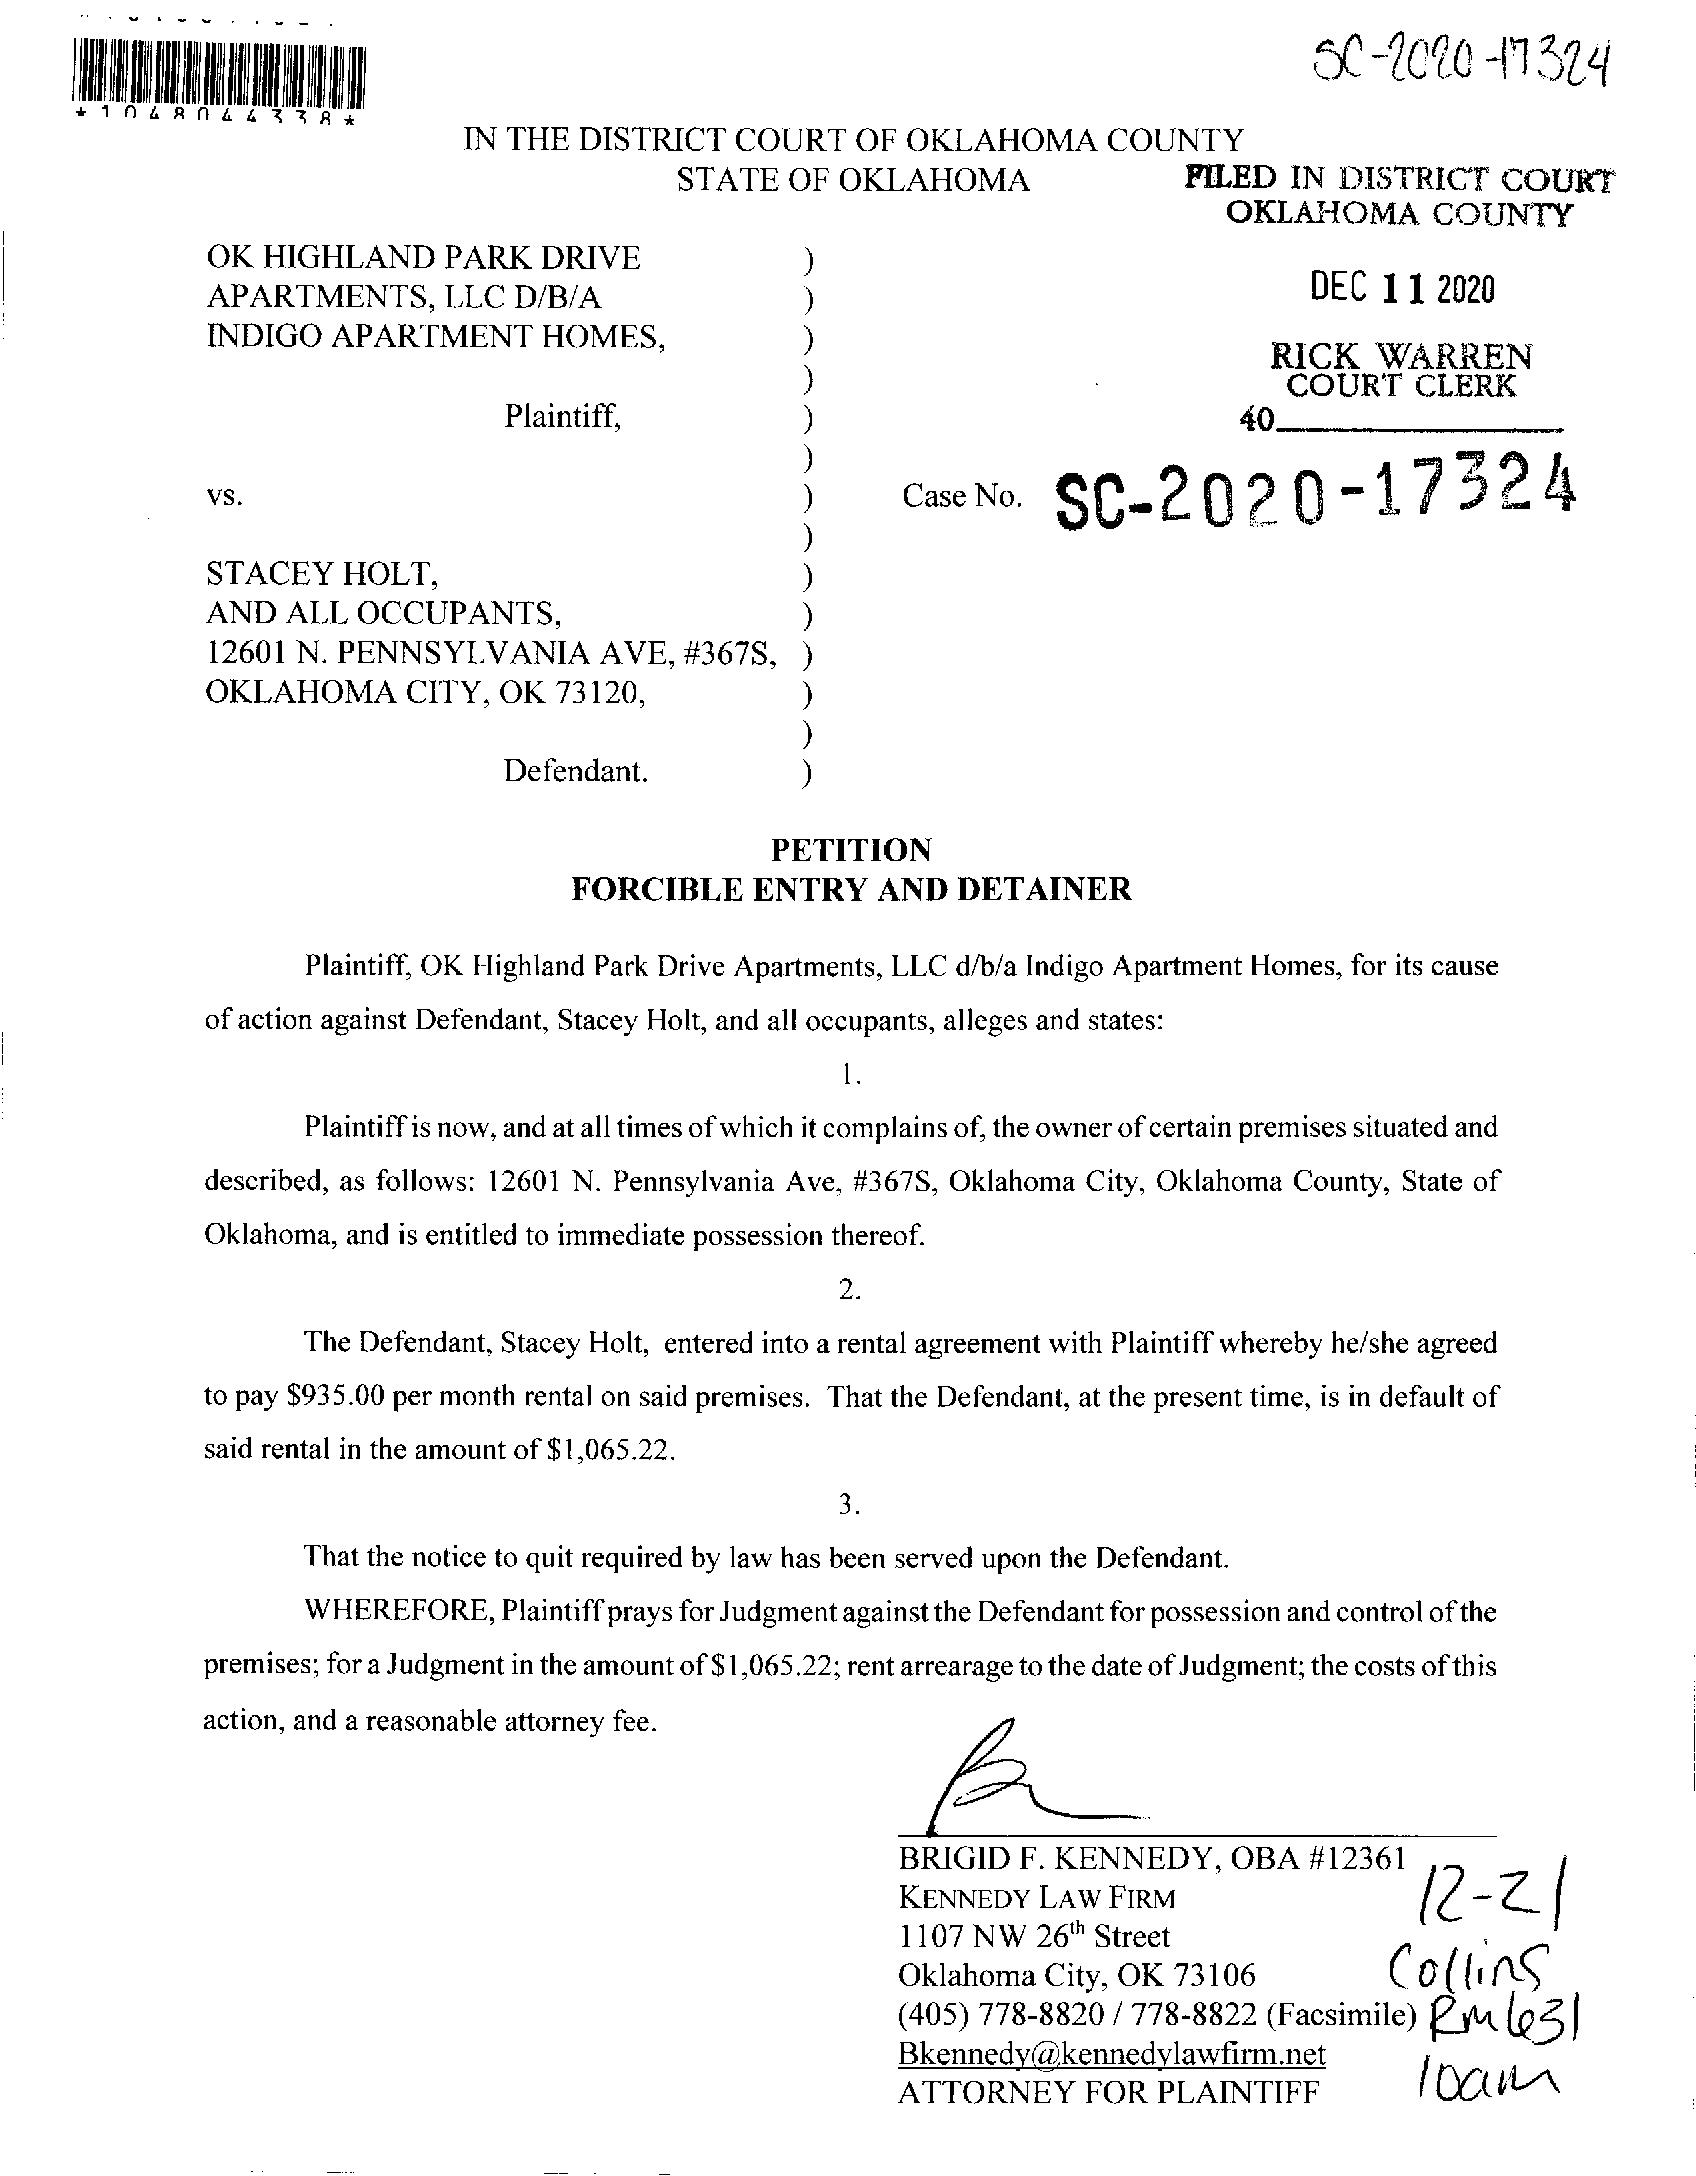 SC-2020-17324
*1048044338*
IN THE DISTRICT COURT OF OKLAHOMA COUNTY
STATE OF OKLAHOMA
FILED IN DISTRICT COURT
OKLAHOMA COUNTY
DEC 11 2020
RICK WARREN
COURT CLERK
40
OK HIGHLAND PARK DRIVE )
APARTMENTS, LLC D/B/A )
INDIGO APARTMENT HOMES, )
)
Plaintiff, )
)
vs. ) Case No. SC-2020-17324
)
STACEY HOLT, )
AND ALL OCCUPANTS, )
12601 N. PENNSYLVANIA AVE, #367S, )
OKLAHOMA CITY, OK 73120, )
)
Defendant. )
PETITION
FORCIBLE ENTRY AND DETAINER
Plaintiff, OK Highland Park Drive Apartments, LLC d/b/a Indigo Apartment Homes, for its cause
of action against Defendant, Stacey Holt, and all occupants, alleges and states:
1.
Plaintiff is now, and at all times of which it complains of, the owner of certain premises situated and
described, as follows: 12601 N. Pennsylvania Ave, #367S, Oklahoma City, Oklahoma County, State of
Oklahoma, and is entitled to immediate possession thereof.
2.
The Defendant, Stacey Holt, entered into a rental agreement with Plaintiff whereby he/she agreed
to pay $935.00 per month rental on said premises. That the Defendant, at the present time, is in default of
said rental in the amount of $1,065.22.
3.
That the notice to quit required by law has been served upon the Defendant.
WHEREFORE, Plaintiff prays for Judgment against the Defendant for possession and control of the
premises; for a Judgment in the amount of $1,065.22; rent arrearage to the date of Judgment; the costs of this
action, and a reasonable attorney fee.
BRIGID F. KENNEDY, OBA #12361
KENNEDY LAW FIRM
1107 NW 26th Street
Oklahoma City, OK 73106
(405) 778-8820 / 778-8822 (Facsimile)
Bkennedy@kennedylawfirm.net
ATTORNEY FOR PLAINTIFF
12-21
Collins
Rm 631
10am